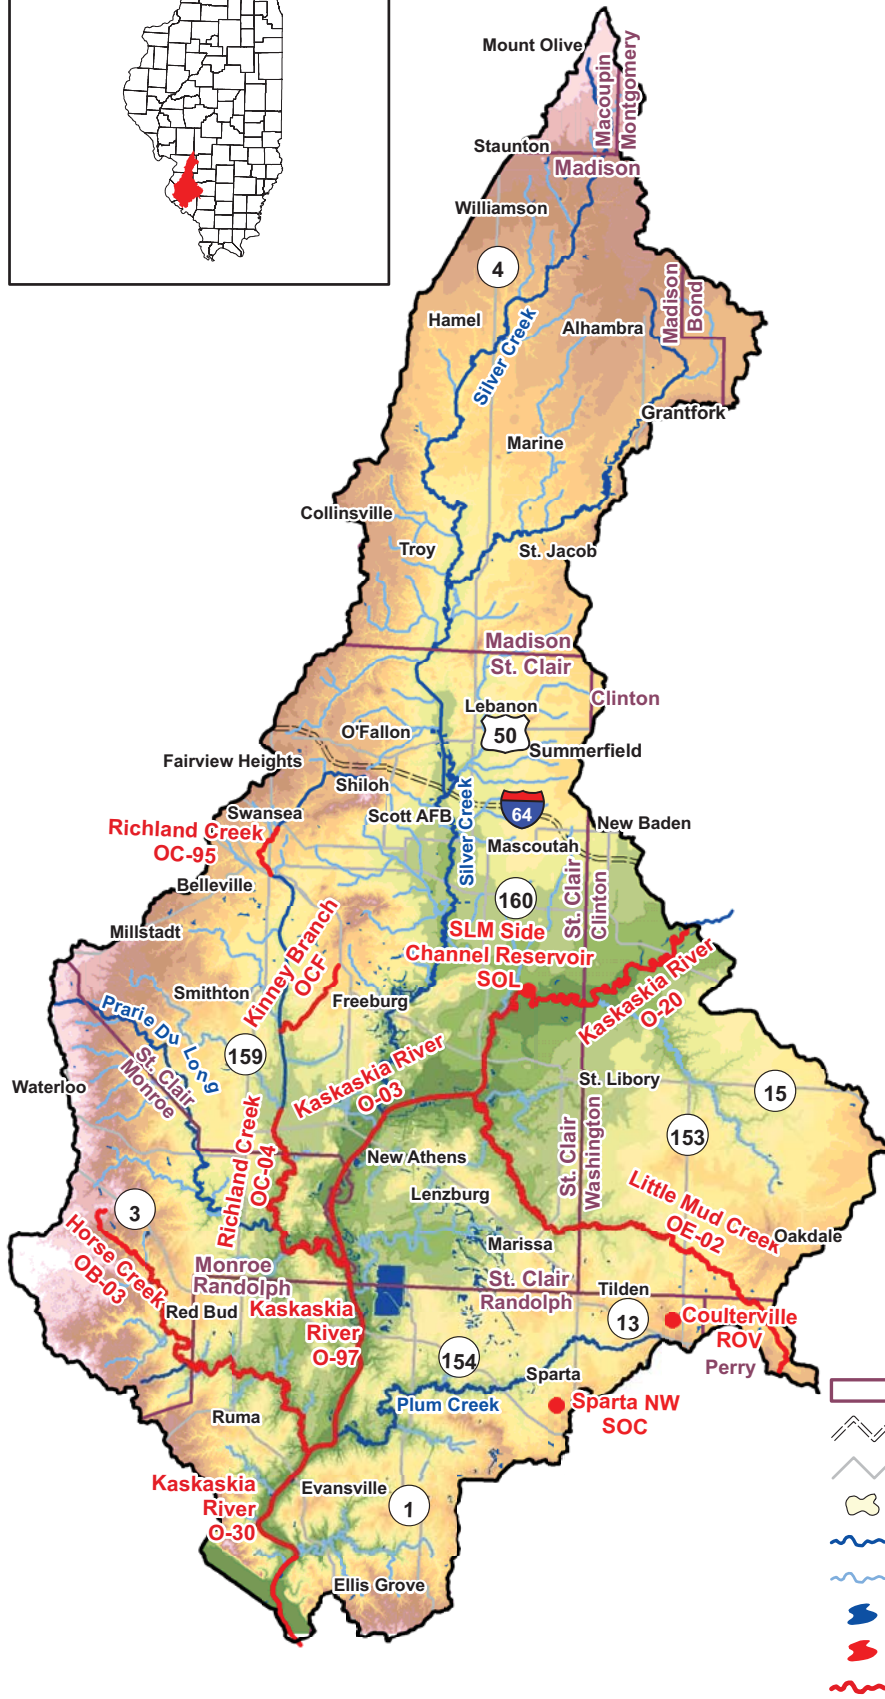 Mount Olive
Macoupin
Montgomery
Staunton
Madison
Williamson
4
Madison
Bond
Hamel
Silver Creek
Alhambra
Grantfork
Marine
Collinsville
Troy
St. Jacob
Madison
St. Clair
Clinton
Lebanon
O'Fallon
50
Summerfield
Fairview Heights
Shiloh
Swansea
Scott AFB
Silver Creek
64
New Baden
Richland Creek
OC-95
Mascoutah
Belleville
160
St. Clair
Clinton
Millstadt
SLM Side
Channel Reservoir
SOL
Kinney Branch
OCF
Smithton
Freeburg
Kaskaskia River
O-20
Prarie Du Long
159
St. Clair
Monroe
Waterloo
Kaskaskia River
O-03
St. Libory
15
153
Richland Creek
OC-04
New Athens
St. Clair
Washington
Lenzburg
Little Mud Creek
OE-02
3
Horse Creek
OB-03
Marissa
Oakdale
Monroe
Randolph
St. Clair
Randolph
Tilden
Red Bud
Kaskaskia
River
O-97
13
Coulterville
ROV
154
Perry
Sparta
Plum Creek
Sparta NW
SOC
Ruma
Kaskaskia
River
O-30
Evansville
1
Ellis Grove